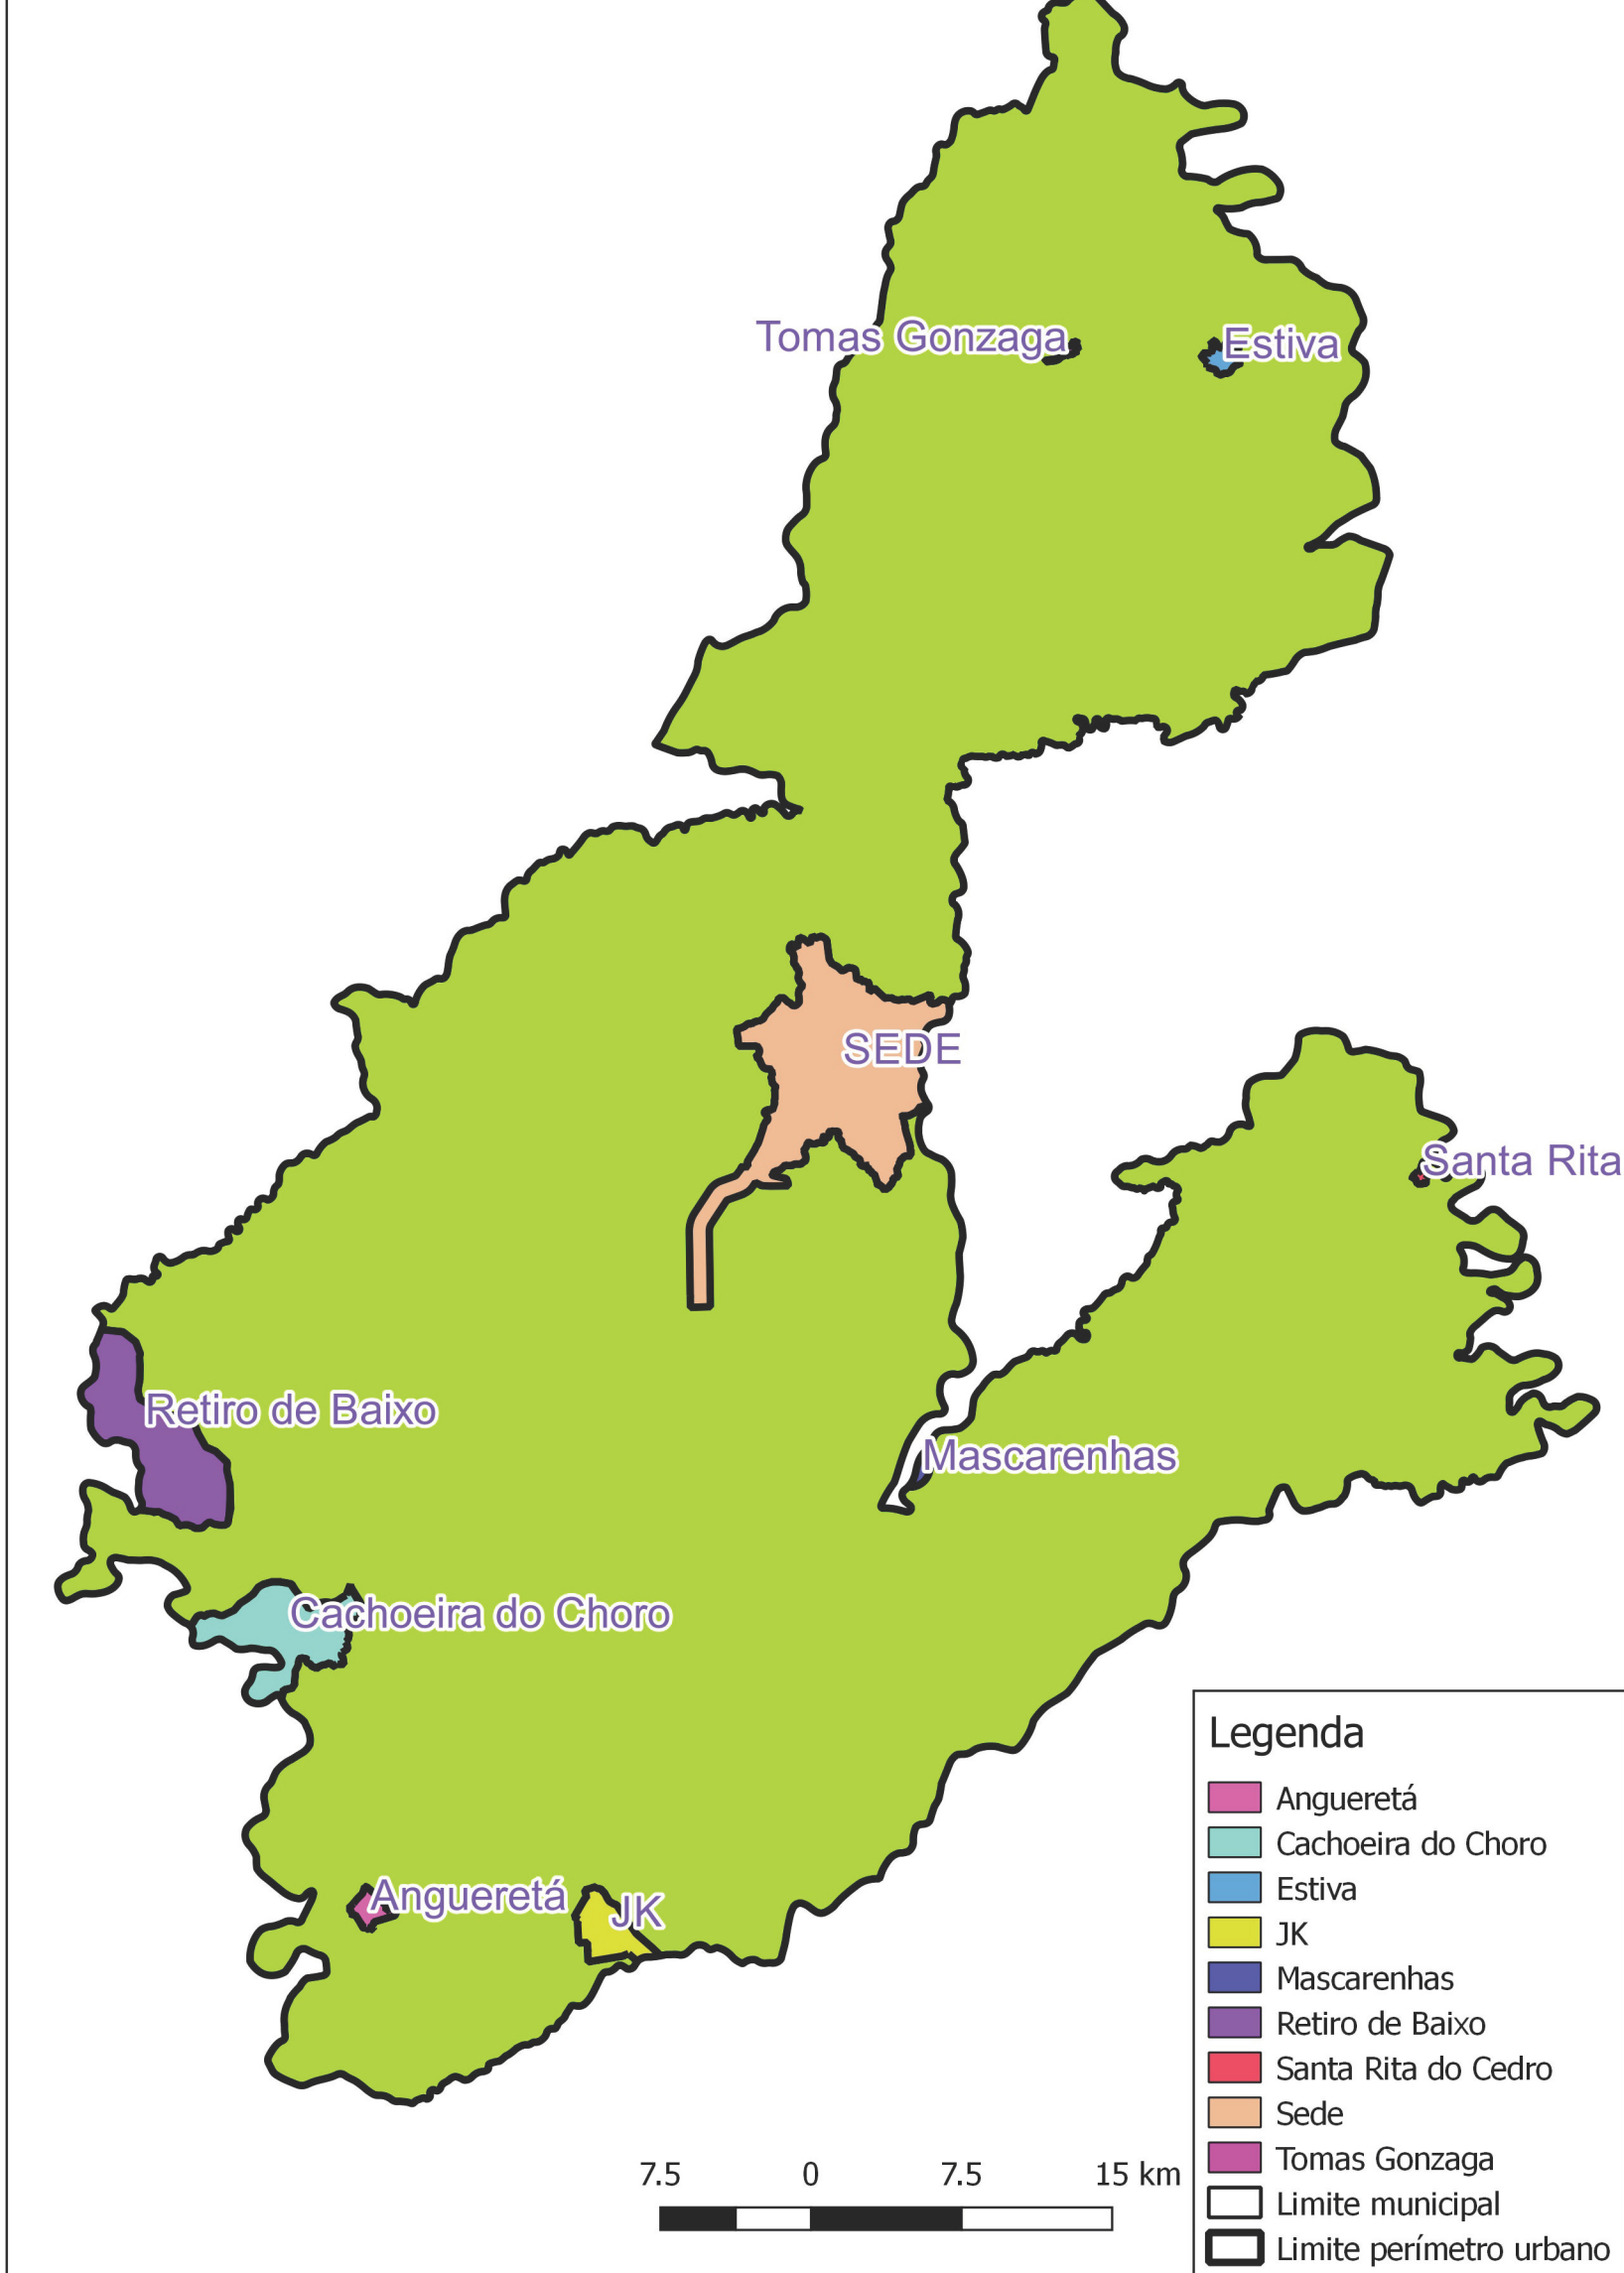 Tomas Gonzaga
Estiva
SEDE
Santa Rita
Retiro de Baixo
Mascarenhas
Cachoeira do Choro
Angueretá
JK
Legenda
Angueretá
Cachoeira do Choro
Estiva
JK
Mascarenhas
Retiro de Baixo
Santa Rita do Cedro
Sede
Tomas Gonzaga
Limite municipal
Limite perímetro urbano
7.5 0 7.5 15 km